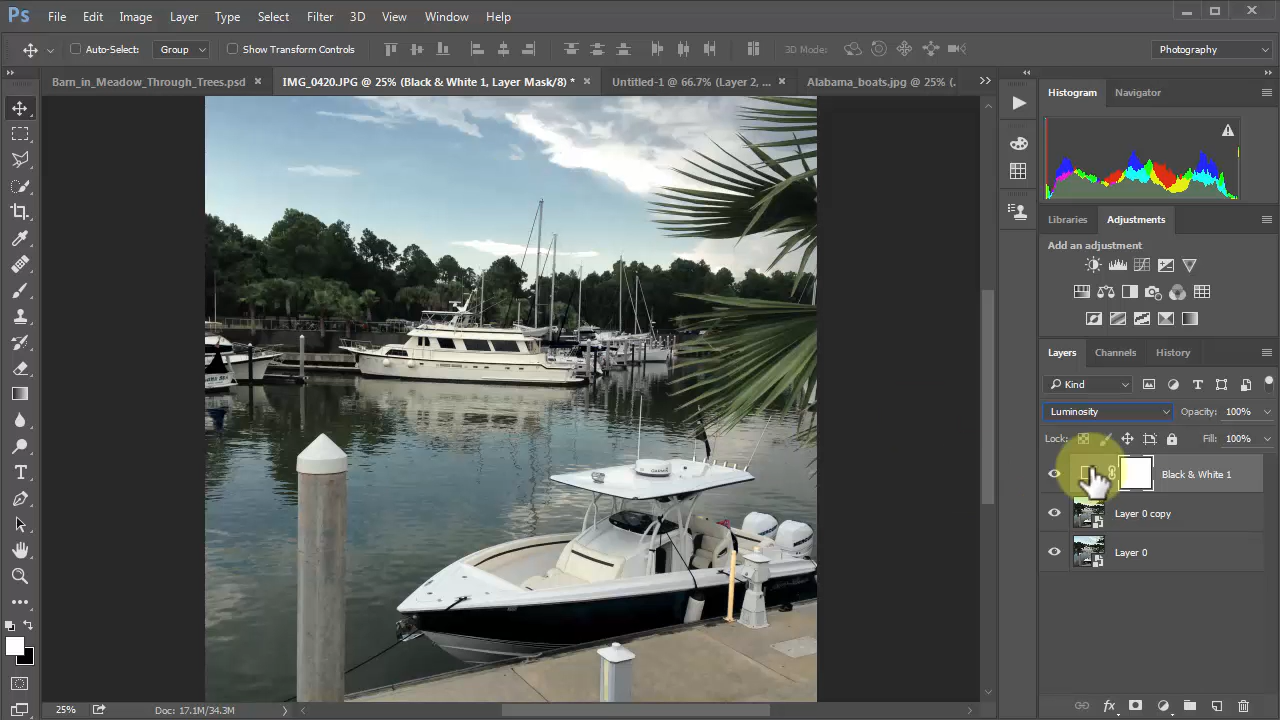 Ps File Edit Image Layer Type Select Filter 3D View Window Help
Auto-Select: Group Show Transform Controls 3D Mode: Photography
Barn_in_Meadow_Through_Trees.psd IMG_0420.JPG @ 25% (Black & White 1, Layer Mask/8) * Untitled-1 @ 66.7% (Layer 2, ... Alabama_boats.jpg @ 25% (.
Histogram Navigator
Libraries Adjustments
Add an adjustment
Layers Channels History
Kind
Luminosity Opacity: 100%
Lock: Fill: 100%
Black & White 1
Layer 0 copy
Layer 0
GARMIN
25% Doc: 17.1M/34.3M